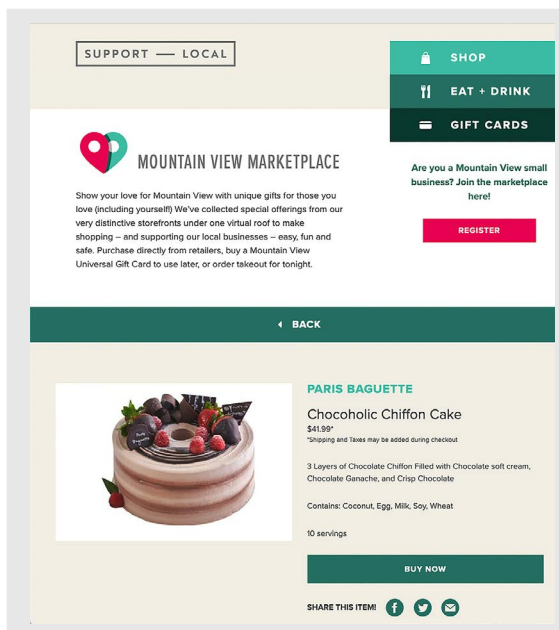 SUPPORT — LOCAL
SHOP
EAT + DRINK
GIFT CARDS
MOUNTAIN VIEW MARKETPLACE
Show your love for Mountain View with unique gifts for those you
love (including yourself!) We've collected special offerings from our
very distinctive storefronts under one virtual roof to make
shopping – and supporting our local businesses – easy, fun and
safe. Purchase directly from retailers, buy a Mountain View
Universal Gift Card to use later, or order takeout for tonight.
Are you a Mountain View small
business? Join the marketplace
here!
REGISTER
BACK
PARIS BAGUETTE
Chocoholic Chiffon Cake
$41.99*
*Shipping and Taxes may be added during checkout
3 Layers of Chocolate Chiffon Filled with Chocolate soft cream,
Chocolate Ganache, and Crisp Chocolate
Contains: Coconut, Egg, Milk, Soy, Wheat
10 servings
BUY NOW
SHARE THIS ITEM!